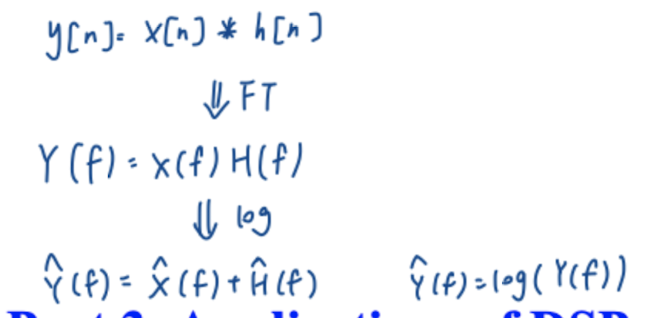 y[n] = x[n] * h[n]
⇓ FT
Y(f) = X(f) H(f)
⇓ log
Ŷ(f) = X̂(f) + Ĥ(f) Ŷ(f) = log(Y(f))